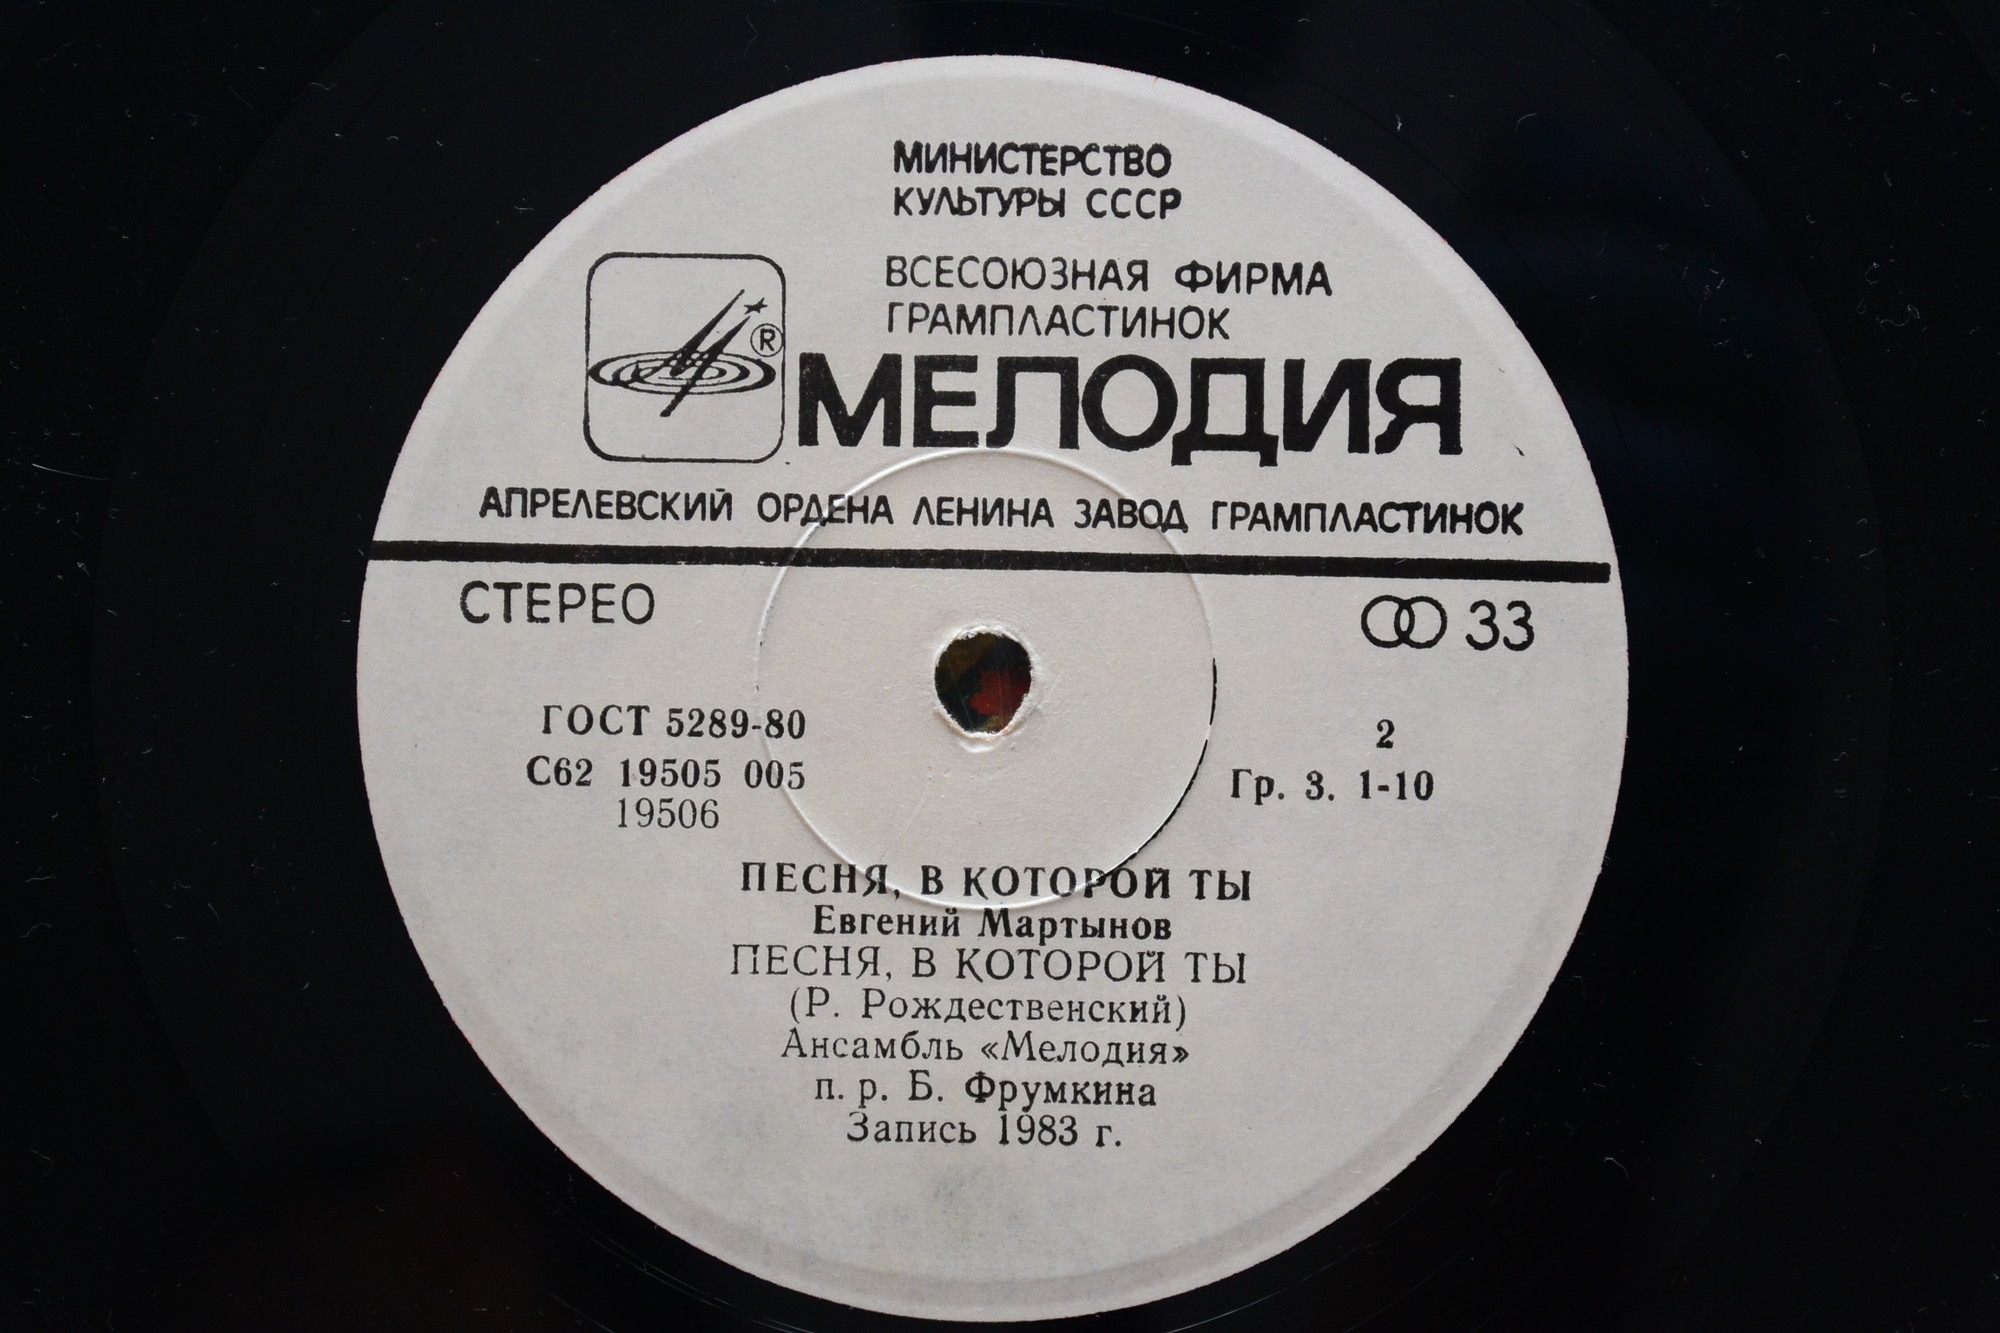 МИНИСТЕРСТВО
КУЛЬТУРЫ СССР
ВСЕСОЮЗНАЯ ФИРМА
ГРАМПЛАСТИНОК
®
МЕЛОДИЯ
АПРЕЛЕВСКИЙ ОРДЕНА ЛЕНИНА ЗАВОД ГРАМПЛАСТИНОК
СТЕРЕО
33
ГОСТ 5289-80
2
С62 19505 005
Гр. 3. 1-10
19506
ПЕСНЯ, В КОТОРОЙ ТЫ
Евгений Мартынов
ПЕСНЯ, В КОТОРОЙ ТЫ
(Р. Рождественский)
Ансамбль «Мелодия»
п. р. Б. Фрумкина
Запись 1983 г.